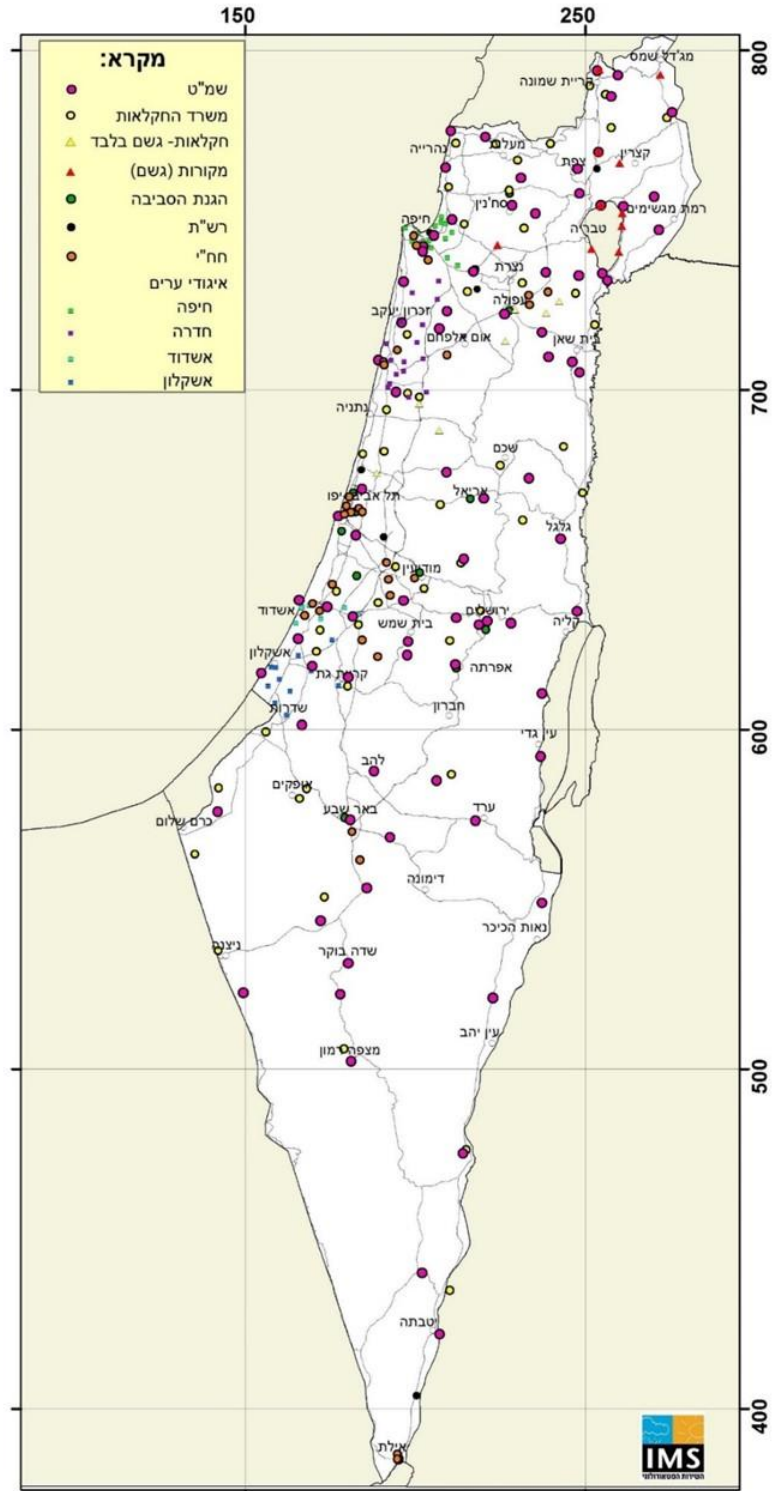 150
250
800
700
600
500
400
מקרא:
שמ"ט
משרד החקלאות
חקלאות- גשם בלבד
מקורות (גשם)
הגנת הסביבה
רש"ת
חח"י
איגודי ערים
חיפה
חדרה
אשדוד
אשקלון
מג'דל שמס
קריית שמונה
מעלות
נהרייה
צפת
קצרין
סח'נין
רמת מגשימים
חיפה
טבריה
נצרת
עפולה
זכרון יעקב
אום אלפחם
בית שאן
נתניה
שכם
תל אביב יפו
אריאל
גלגל
מודיעין
אשדוד
ירושלים
קליה
בית שמש
אשקלון
אפרתה
קריית גת
שדרות
חברון
עין גדי
להב
אופקים
באר שבע
ערד
כרם שלום
דימונה
נאות הכיכר
ניצנה
שדה בוקר
עין יהב
מצפה רמון
יטבתה
אילת
IMS
השירות המטאורולוגי